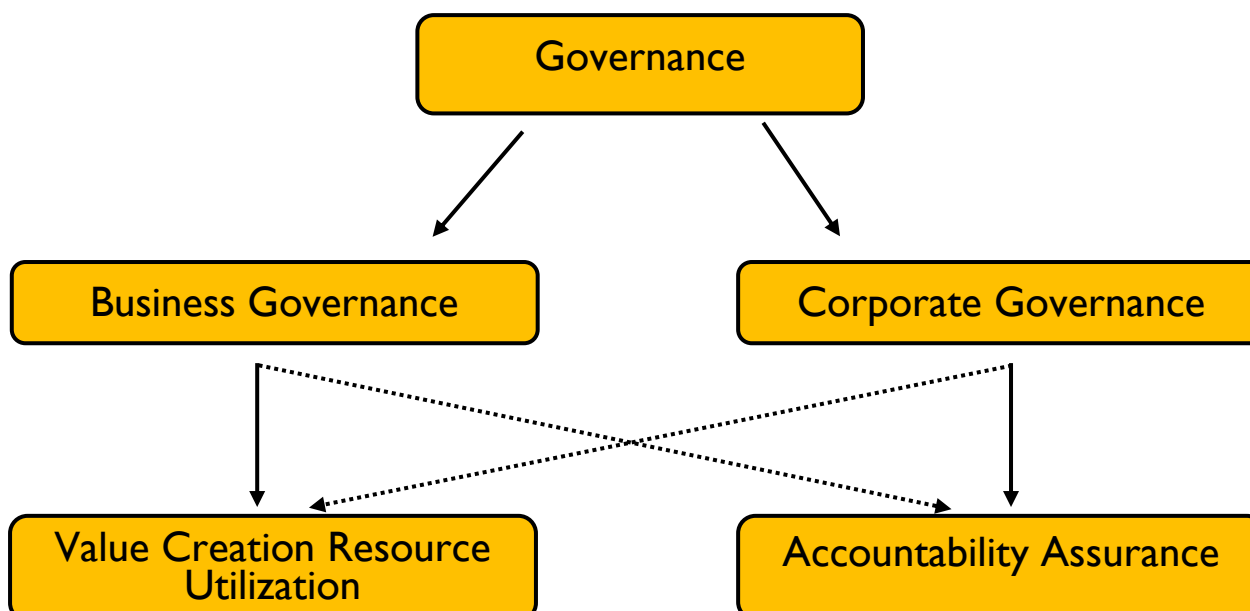 Governance
Business Governance
Corporate Governance
Value Creation Resource
Utilization
Accountability Assurance